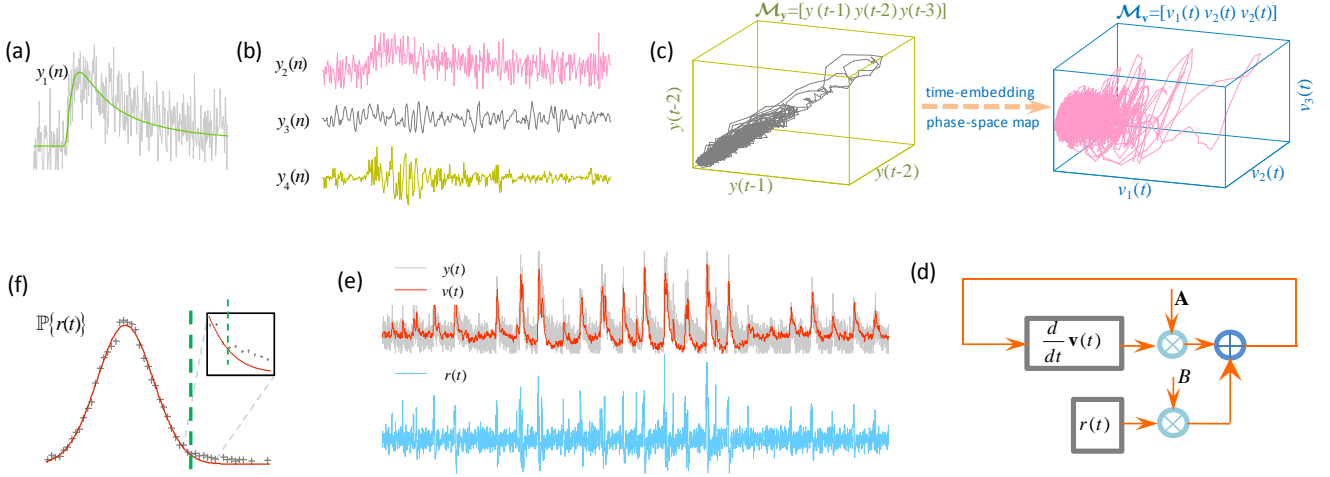 (a)
y₁(n)
(b)
y₂(n)
y₃(n)
y₄(n)
(c)
𝓜ᵥ=[y (t-1) y(t-2) y(t-3)]
y(t-2)
y(t-1)
y(t-2)
time-embedding
phase-space map
𝓜ᵥ=[v₁(t) v₂(t) v₂(t)]
v₃(t)
v₂(t)
v₁(t)
(f)
ℙ{r(t)}
(e)
y(t)
v(t)
r(t)
(d)
A
d/dt v(t)
B
r(t)